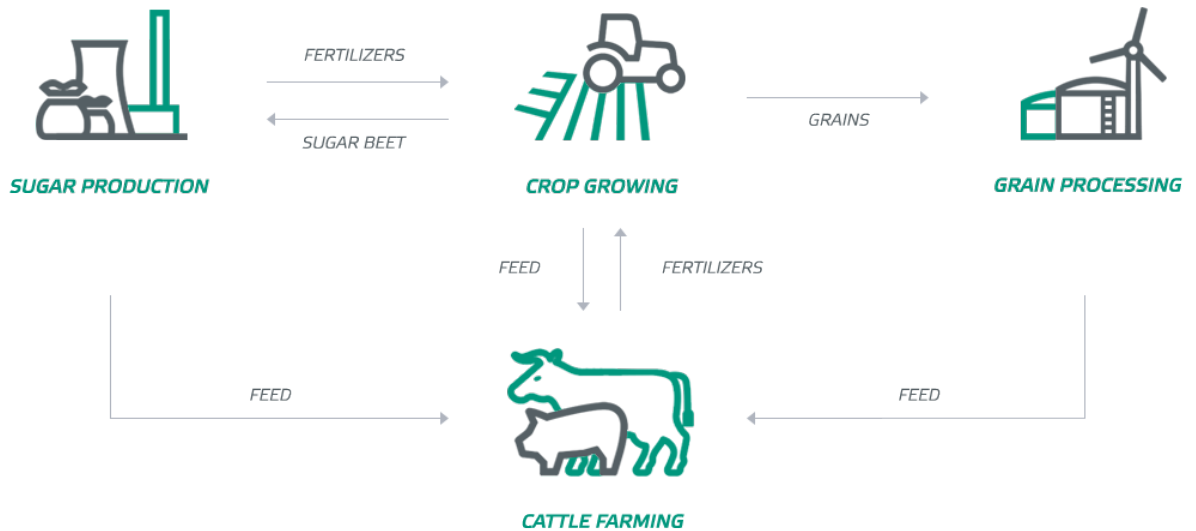 FERTILIZERS
SUGAR BEET
GRAINS
SUGAR PRODUCTION
CROP GROWING
GRAIN PROCESSING
FEED
FERTILIZERS
FEED
FEED
CATTLE FARMING